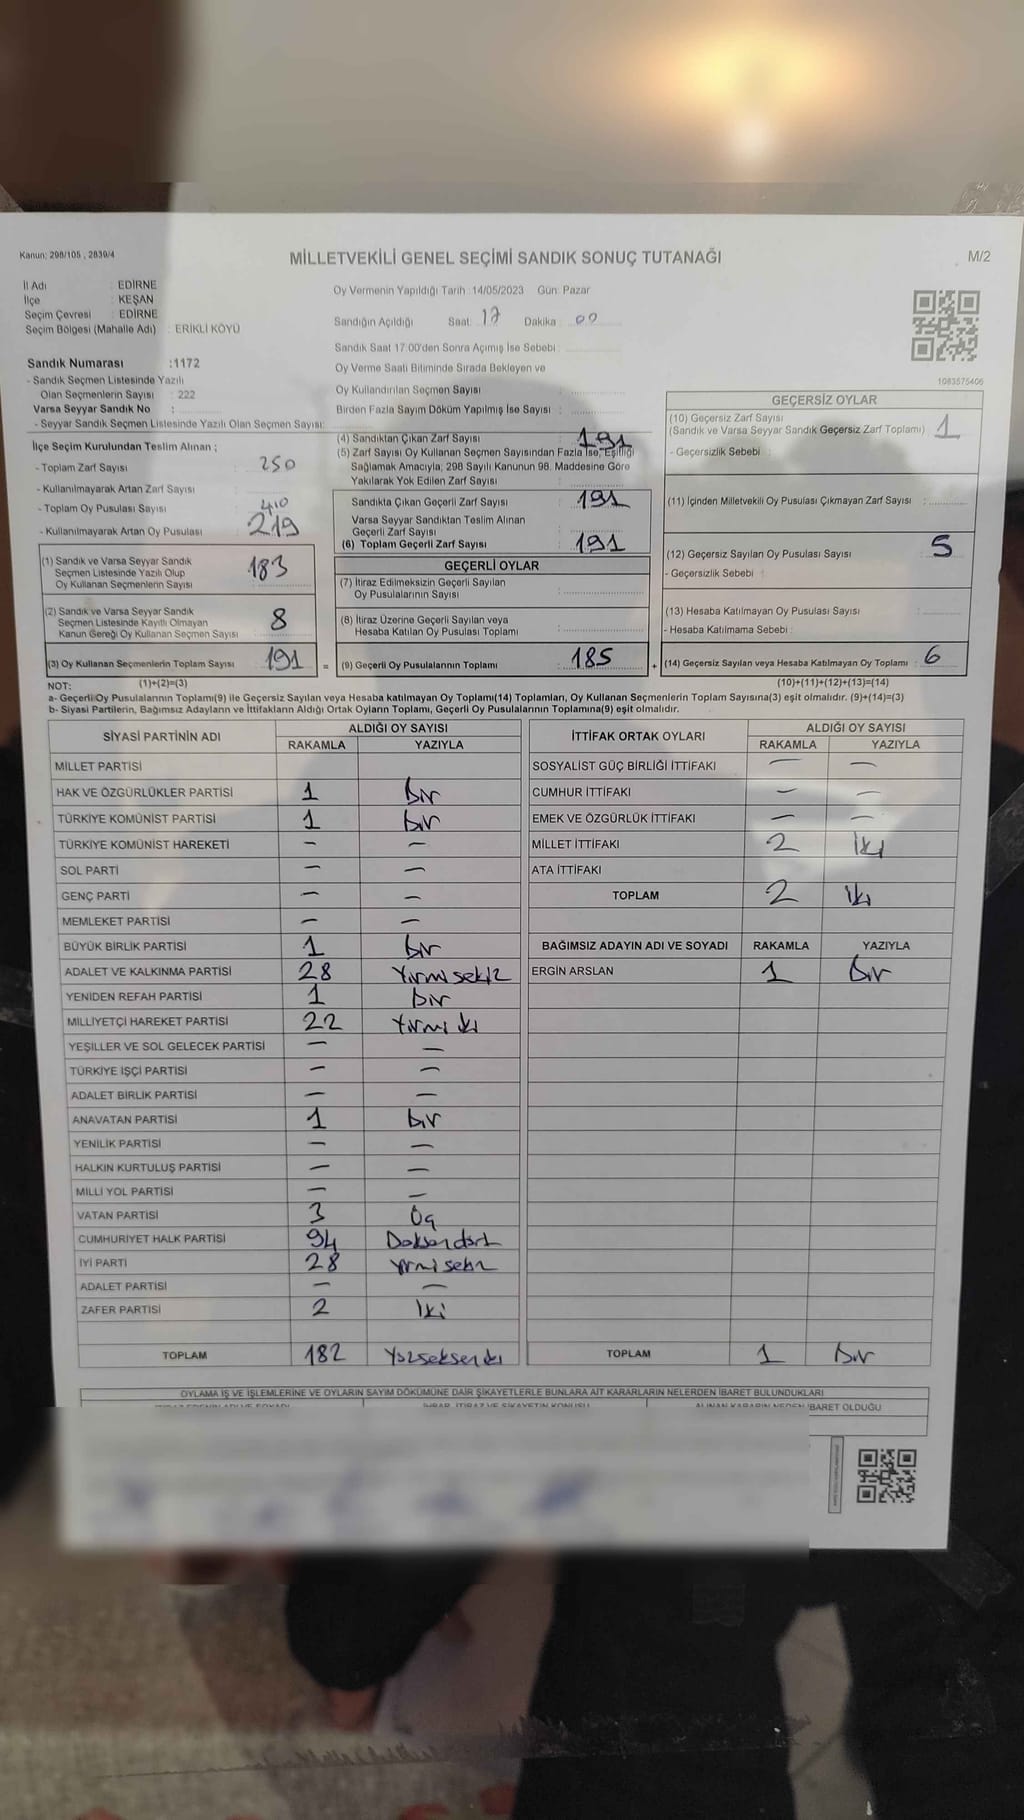 Kanun; 298/105 , 2839/4
MİLLETVEKİLİ GENEL SEÇİMİ SANDIK SONUÇ TUTANAĞI
M/2
İl Adı : EDİRNE
İlçe : KEŞAN
Seçim Çevresi : EDİRNE
Seçim Bölgesi (Mahalle Adı) : ERİKLİ KÖYÜ
Oy Vermenin Yapıldığı Tarih :14/05/2023 Gün: Pazar
Sandığın Açıldığı Saat: 17 Dakika : 00
Sandık Saat 17:00'den Sonra Açımış İse Sebebi :
Oy Verme Saati Bitiminde Sırada Bekleyen ve
Oy Kullandırılan Seçmen Sayısı :
Birden Fazla Sayım Döküm Yapılmış İse Sayısı :
1083575406
Sandık Numarası :1172
- Sandık Seçmen Listesinde Yazılı
Olan Seçmenlerin Sayısı : 222
Varsa Seyyar Sandık No :
- Seyyar Sandık Seçmen Listesinde Yazılı Olan Seçmen Sayısı:
İlçe Seçim Kurulundan Teslim Alınan ;
- Toplam Zarf Sayısı : 250
- Kullanılmayarak Artan Zarf Sayısı :
- Toplam Oy Pusulası Sayısı : 410
- Kullanılmayarak Artan Oy Pusulası : 219
(1) Sandık ve Varsa Seyyar Sandık
Seçmen Listesinde Yazılı Olup
Oy Kullanan Seçmenlerin Sayısı : 183
(2) Sandık ve Varsa Seyyar Sandık
Seçmen Listesinde Kayıtlı Olmayan
Kanun Gereği Oy Kullanan Seçmen Sayısı : 8
(3) Oy Kullanan Seçmenlerin Toplam Sayısı : 191 =
(1)+(2)=(3)
(4) Sandıktan Çıkan Zarf Sayısı : 191
(5) Zarf Sayısı Oy Kullanan Seçmen Sayısından Fazla İse, Eşitliği
Sağlamak Amacıyla; 298 Sayılı Kanunun 98. Maddesine Göre
Yakılarak Yok Edilen Zarf Sayısı :
Sandıkta Çıkan Geçerli Zarf Sayısı : 191
Varsa Seyyar Sandıktan Teslim Alınan
Geçerli Zarf Sayısı :
(6) Toplam Geçerli Zarf Sayısı : 191
GEÇERLİ OYLAR
(7) İtiraz Edilmeksizin Geçerli Sayılan
Oy Pusulalarının Sayısı :
(8) İtiraz Üzerine Geçerli Sayılan veya
Hesaba Katılan Oy Pusulası Toplamı :
(9) Geçerli Oy Pusulalarının Toplamı : 185 +
GEÇERSİZ OYLAR
(10) Geçersiz Zarf Sayısı
(Sandık ve Varsa Seyyar Sandık Geçersiz Zarf Toplamı) : 1
- Geçersizlik Sebebi :
(11) İçinden Milletvekili Oy Pusulası Çıkmayan Zarf Sayısı :
(12) Geçersiz Sayılan Oy Pusulası Sayısı : 5
- Geçersizlik Sebebi :
(13) Hesaba Katılmayan Oy Pusulası Sayısı :
- Hesaba Katılmama Sebebi :
(14) Geçersiz Sayılan veya Hesaba Katılmayan Oy Toplamı : 6
(10)+(11)+(12)+(13)=(14)
NOT:
a- Geçerli Oy Pusulalarının Toplamı(9) ile Geçersiz Sayılan veya Hesaba katılmayan Oy Toplamı(14) Toplamları, Oy Kullanan Seçmenlerin Toplam Sayısına(3) eşit olmalıdır. (9)+(14)=(3)
b- Siyasi Partilerin, Bağımsız Adayların ve İttifakların Aldığı Ortak Oyların Toplamı, Geçerli Oy Pusulalarının Toplamına(9) eşit olmalıdır.
SİYASİ PARTİNİN ADI ALDIĞI OY SAYISI
RAKAMLA YAZIYLA
MİLLET PARTİSİ
HAK VE ÖZGÜRLÜKLER PARTİSİ 1 bir
TÜRKİYE KOMÜNİST PARTİSİ 1 bir
TÜRKİYE KOMÜNİST HAREKETİ — —
SOL PARTİ — —
GENÇ PARTİ — —
MEMLEKET PARTİSİ — —
BÜYÜK BİRLİK PARTİSİ 1 bir
ADALET VE KALKINMA PARTİSİ 28 Yirmi sekiz
YENİDEN REFAH PARTİSİ 1 bir
MİLLİYETÇİ HAREKET PARTİSİ 22 Yirmi iki
YEŞİLLER VE SOL GELECEK PARTİSİ — —
TÜRKİYE İŞÇİ PARTİSİ — —
ADALET BİRLİK PARTİSİ — —
ANAVATAN PARTİSİ 1 bir
YENİLİK PARTİSİ — —
HALKIN KURTULUŞ PARTİSİ — —
MİLLİ YOL PARTİSİ — —
VATAN PARTİSİ 3 Üç
CUMHURİYET HALK PARTİSİ 94 Doksan dört
İYİ PARTİ 28 yirmi sekiz
ADALET PARTİSİ — —
ZAFER PARTİSİ 2 İki
TOPLAM 182 Yüzseksen iki
İTTİFAK ORTAK OYLARI ALDIĞI OY SAYISI
RAKAMLA YAZIYLA
SOSYALİST GÜÇ BİRLİĞİ İTTİFAKI — —
CUMHUR İTTİFAKI — —
EMEK VE ÖZGÜRLÜK İTTİFAKI — —
MİLLET İTTİFAKI 2 İki
ATA İTTİFAKI
TOPLAM 2 İki
BAĞIMSIZ ADAYIN ADI VE SOYADI RAKAMLA YAZIYLA
ERGİN ARSLAN 1 Bir
TOPLAM 1 Bir
OYLAMA İŞ VE İŞLEMLERİNE VE OYLARIN SAYIM DÖKÜMÜNE DAİR ŞİKAYETLERLE BUNLARA AİT KARARLARIN NELERDEN İBARET BULUNDUKLARI
İHBAR, İTİRAZ VE ŞİKAYETİN KONUSU
ALINAN KARARIN NEDEN İBARET OLDUĞU